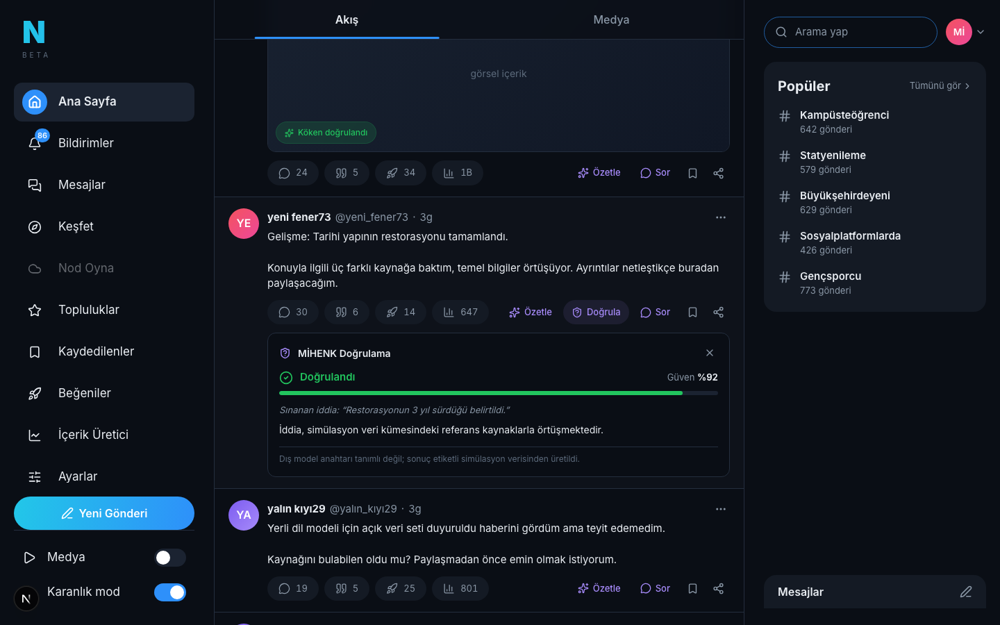 N
BETA
Ana Sayfa
86
Bildirimler
Mesajlar
Keşfet
Nod Oyna
Topluluklar
Kaydedilenler
Beğeniler
İçerik Üretici
Ayarlar
Yeni Gönderi
Medya
Karanlık mod
N
Akış
Medya
görsel içerik
Köken doğrulandı
24
5
34
1B
Özetle
Sor
YE
yeni fener73 @yeni_fener73 · 3g
Gelişme: Tarihi yapının restorasyonu tamamlandı.
Konuyla ilgili üç farklı kaynağa baktım, temel bilgiler örtüşüyor. Ayrıntılar netleştikçe buradan
paylaşacağım.
30
6
14
647
Özetle
Doğrula
Sor
MİHENK Doğrulama
Doğrulandı
Güven %92
Sınanan iddia: “Restorasyonun 3 yıl sürdüğü belirtildi.”
İddia, simülasyon veri kümesindeki referans kaynaklarla örtüşmektedir.
Dış model anahtarı tanımlı değil; sonuç etiketli simülasyon verisinden üretildi.
YA
yalın kıyı29 @yalın_kıyı29 · 3g
Yerli dil modeli için açık veri seti duyuruldu haberini gördüm ama teyit edemedim.
Kaynağını bulabilen oldu mu? Paylaşmadan önce emin olmak istiyorum.
19
5
25
801
Özetle
Sor
Arama yap
Mİ
Popüler
Tümünü gör
Kampüsteöğrenci
642 gönderi
Statyenileme
579 gönderi
Büyükşehirdeyeni
629 gönderi
Sosyalplatformlarda
426 gönderi
Gençsporcu
773 gönderi
Mesajlar